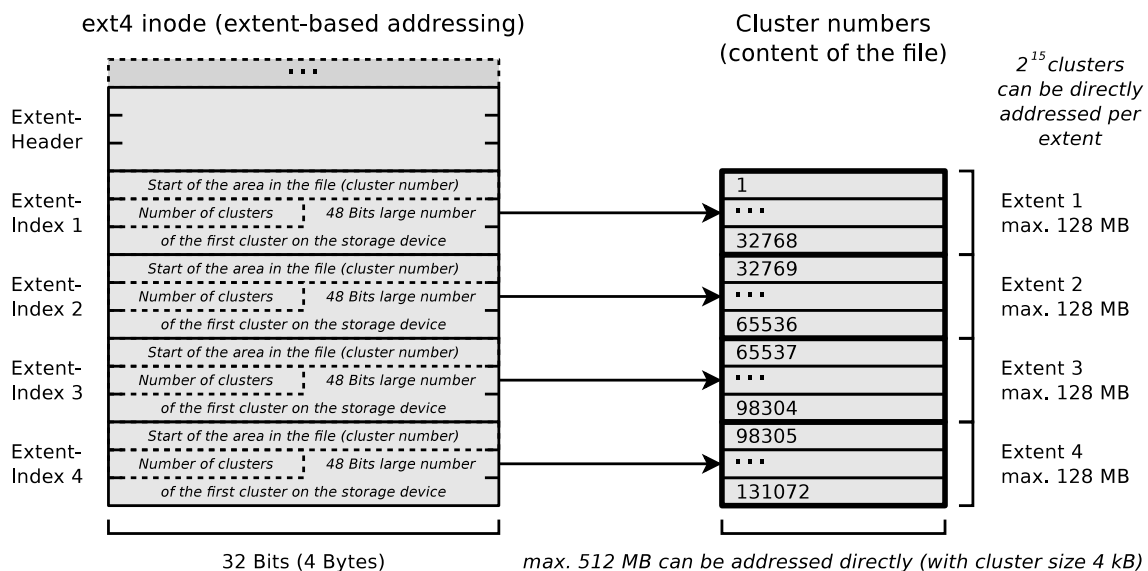 ext4 inode (extent-based addressing)
Cluster numbers
(content of the file)
2¹⁵ clusters
can be directly
addressed per
extent
...
Extent-
Header
Extent-
Index 1
Start of the area in the file (cluster number)
Number of clusters
48 Bits large number
of the first cluster on the storage device
1
...
32768
Extent 1
max. 128 MB
Extent-
Index 2
Start of the area in the file (cluster number)
Number of clusters
48 Bits large number
of the first cluster on the storage device
32769
...
65536
Extent 2
max. 128 MB
Extent-
Index 3
Start of the area in the file (cluster number)
Number of clusters
48 Bits large number
of the first cluster on the storage device
65537
...
98304
Extent 3
max. 128 MB
Extent-
Index 4
Start of the area in the file (cluster number)
Number of clusters
48 Bits large number
of the first cluster on the storage device
98305
...
131072
Extent 4
max. 128 MB
32 Bits (4 Bytes)
max. 512 MB can be addressed directly (with cluster size 4 kB)